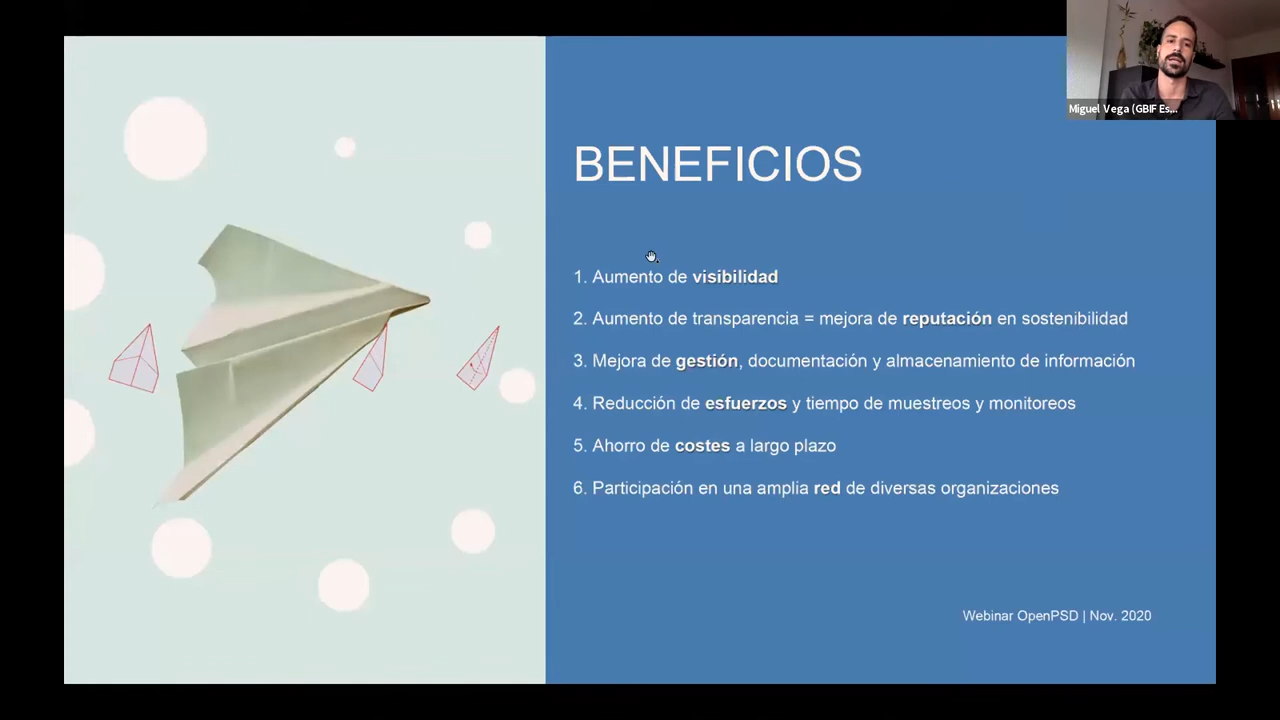 Miguel Vega (GBIF Es...
BENEFICIOS
1. Aumento de visibilidad
2. Aumento de transparencia = mejora de reputación en sostenibilidad
3. Mejora de gestión, documentación y almacenamiento de información
4. Reducción de esfuerzos y tiempo de muestreos y monitoreos
5. Ahorro de costes a largo plazo
6. Participación en una amplia red de diversas organizaciones
Webinar OpenPSD | Nov. 2020